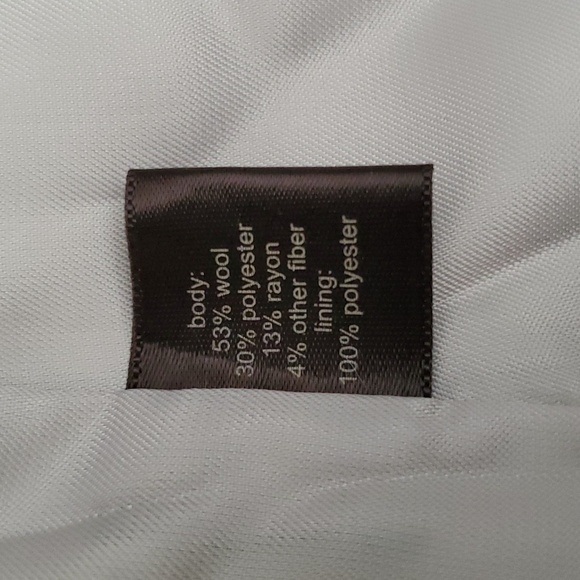 body:
53% wool
30% polyester
13% rayon
4% other fiber
lining:
100% polyester